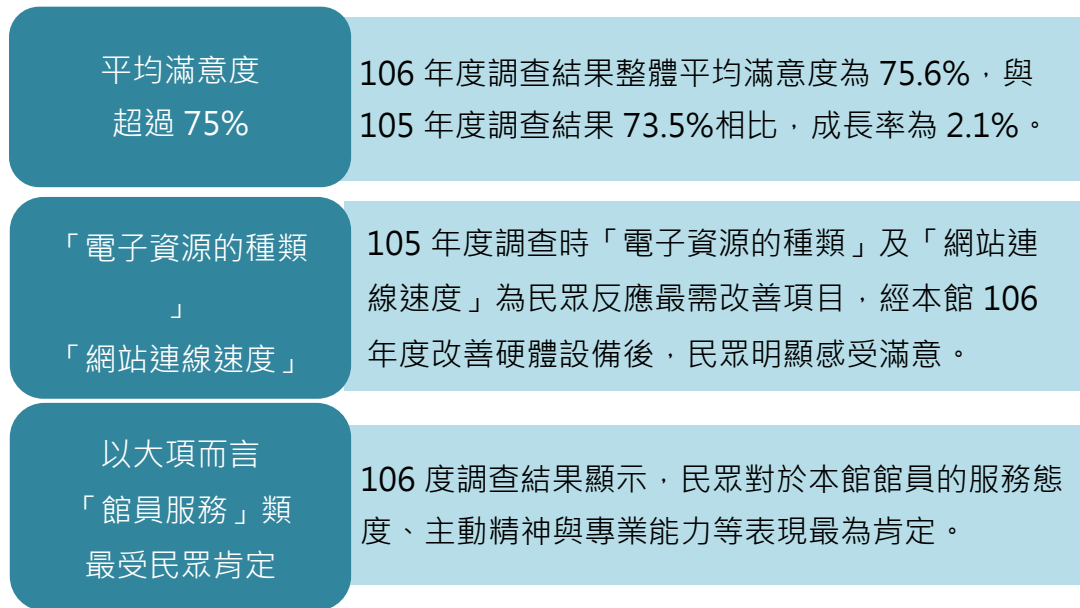 平均滿意度
超過 75%
106 年度調查結果整體平均滿意度為 75.6%，與
105 年度調查結果 73.5%相比，成長率為 2.1%。
「電子資源的種類
」
「網站連線速度」
105 年度調查時「電子資源的種類」及「網站連
線速度」為民眾反應最需改善項目，經本館 106
年度改善硬體設備後，民眾明顯感受滿意。
以大項而言
「館員服務」類
最受民眾肯定
106 度調查結果顯示，民眾對於本館館員的服務態
度、主動精神與專業能力等表現最為肯定。